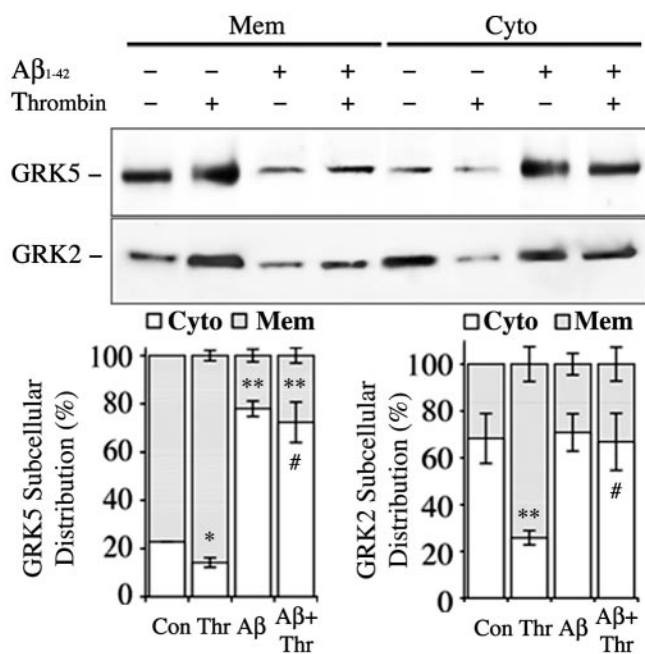 Mem Cyto
Aβ1-42 – – + + – – + +
Thrombin – + – + – + – +
GRK5 –
GRK2 –
Cyto Mem
GRK5 Subcellular
Distribution (%)
100
80
60
40
20
0
** **
#
*
Con Thr Aβ Aβ+
Thr
Cyto Mem
GRK2 Subcellular
Distribution (%)
100
80
60
40
20
0
**
#
Con Thr Aβ Aβ+
Thr